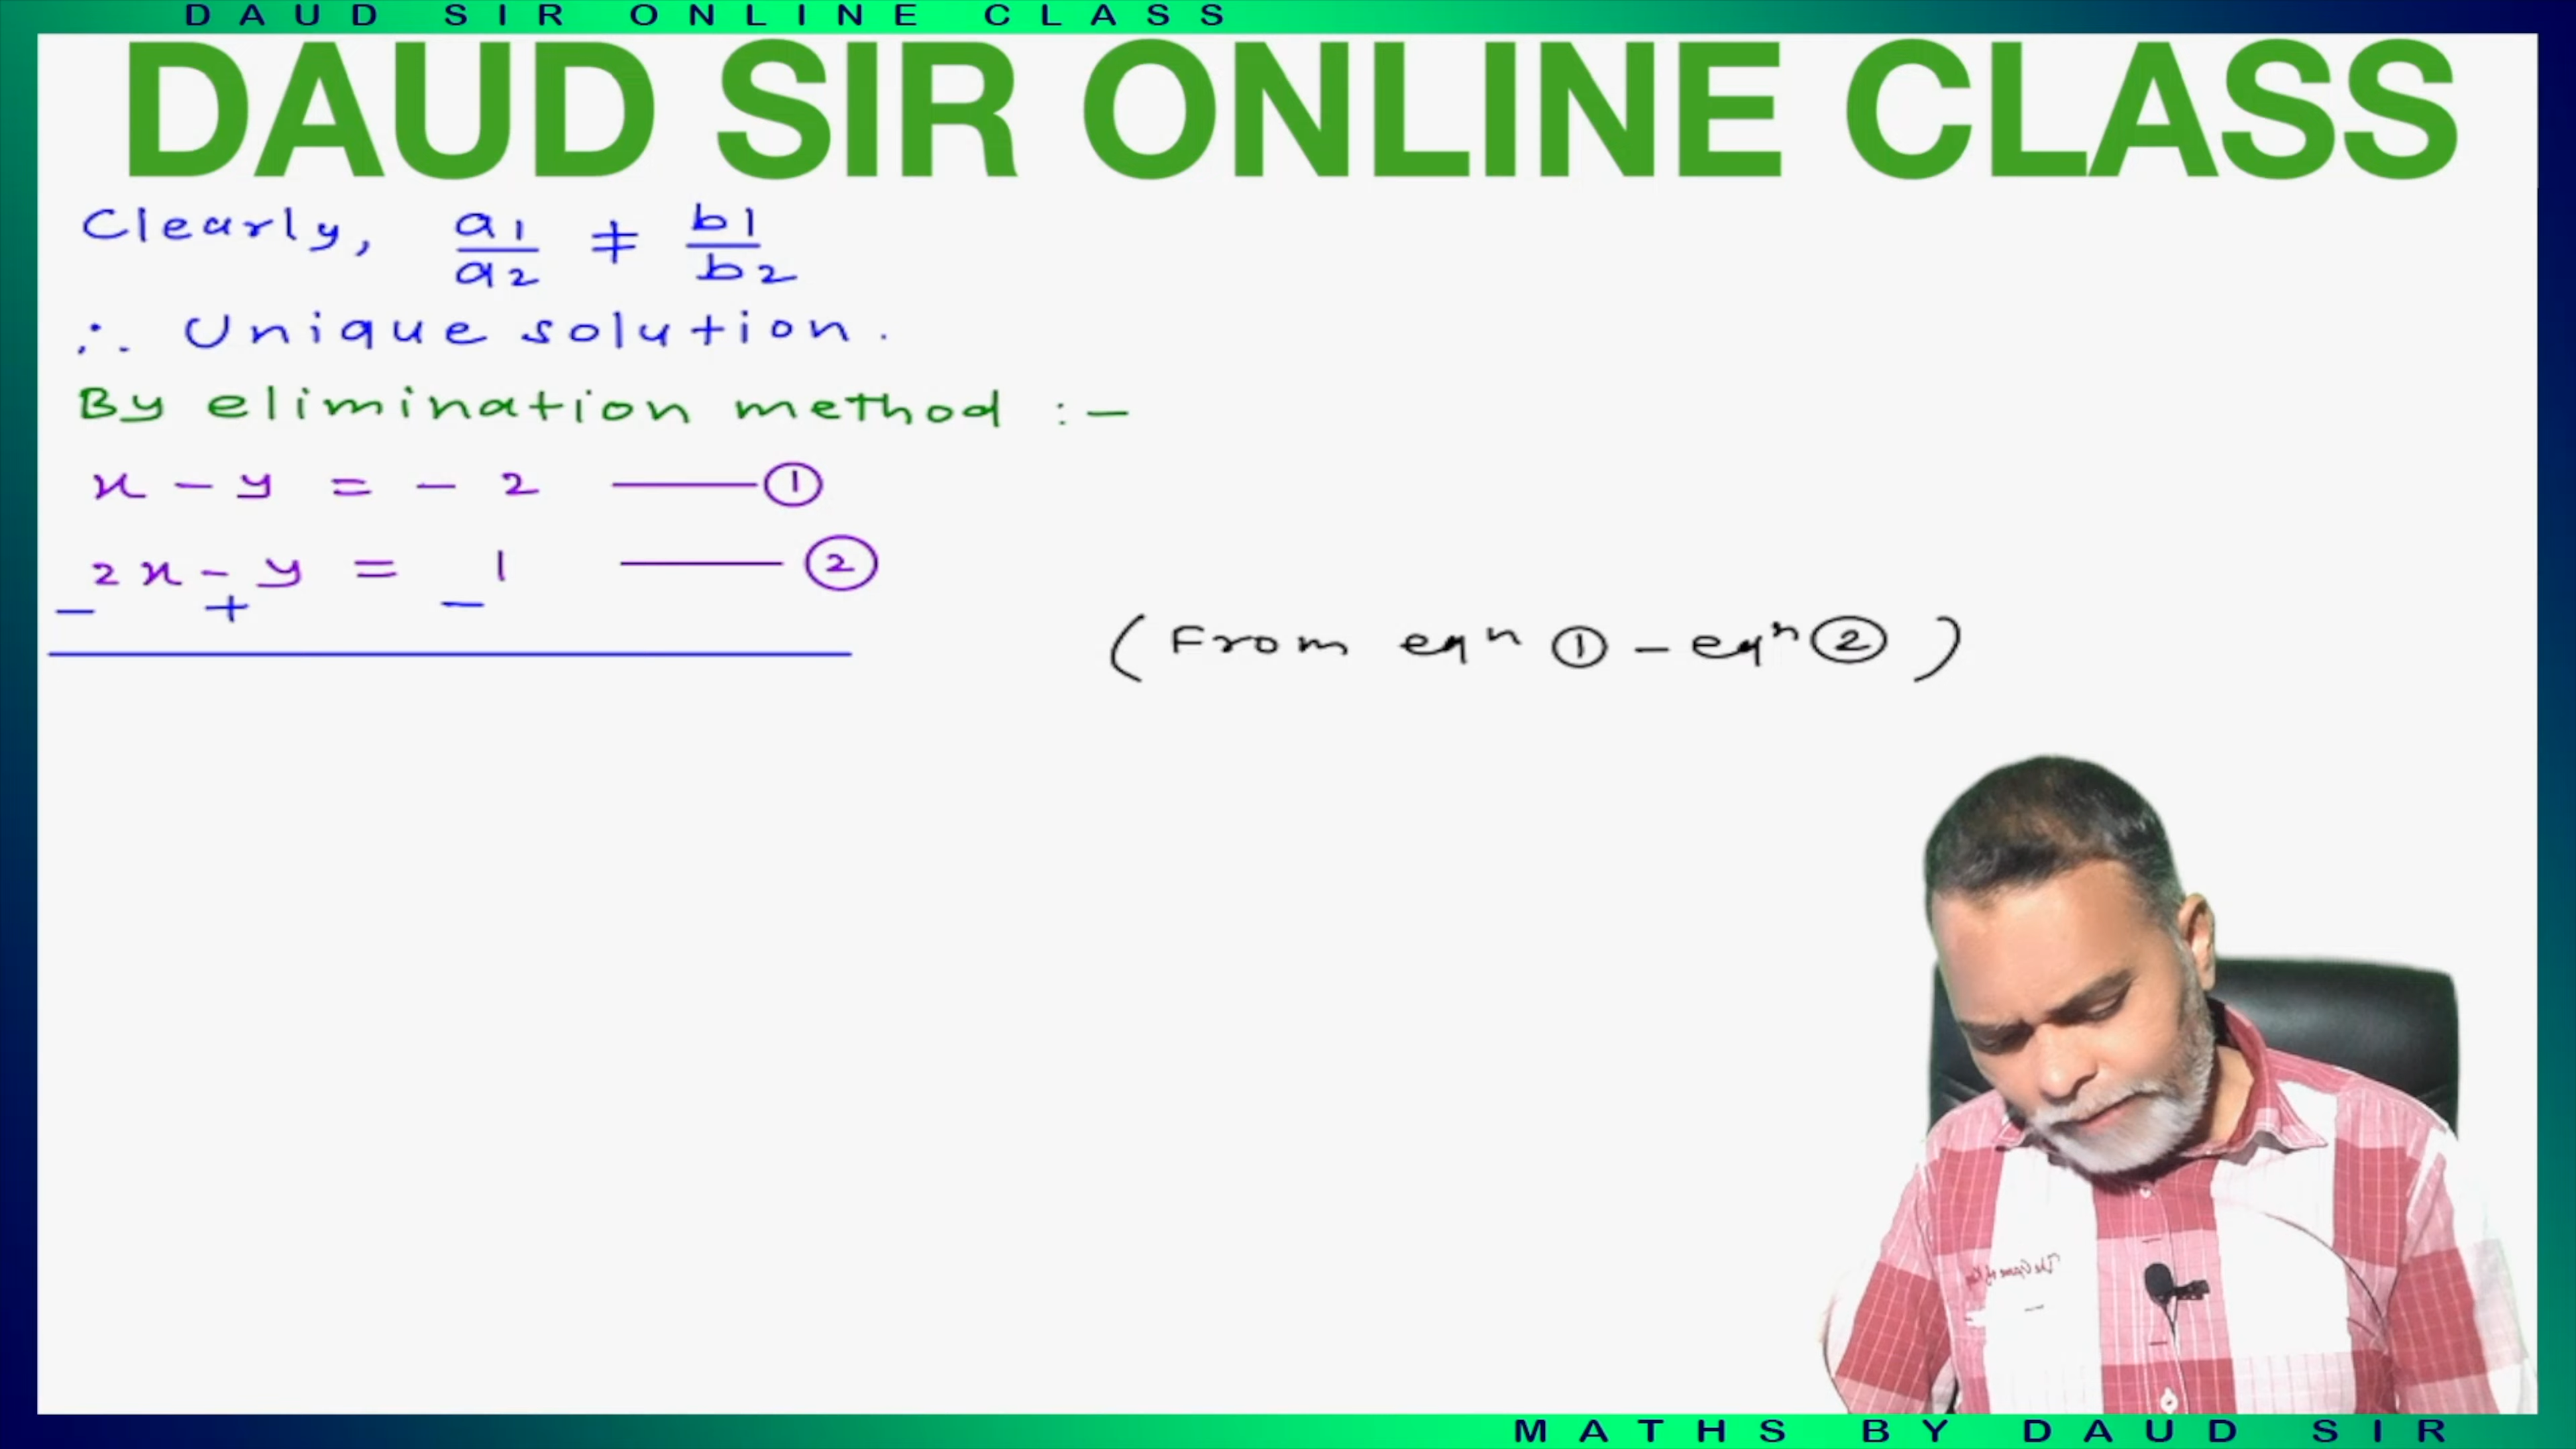 DAUD SIR ONLINE CLASS
DAUD SIR ONLINE CLASS
Clearly, a1/a2 ≠ b1/b2
∴ Unique solution.
By elimination method :-
x - y = - 2 —— ①
2x - y = 1 —— ②
- + -
(From eqⁿ ① - eqⁿ ②)
MATHS BY DAUD SIR